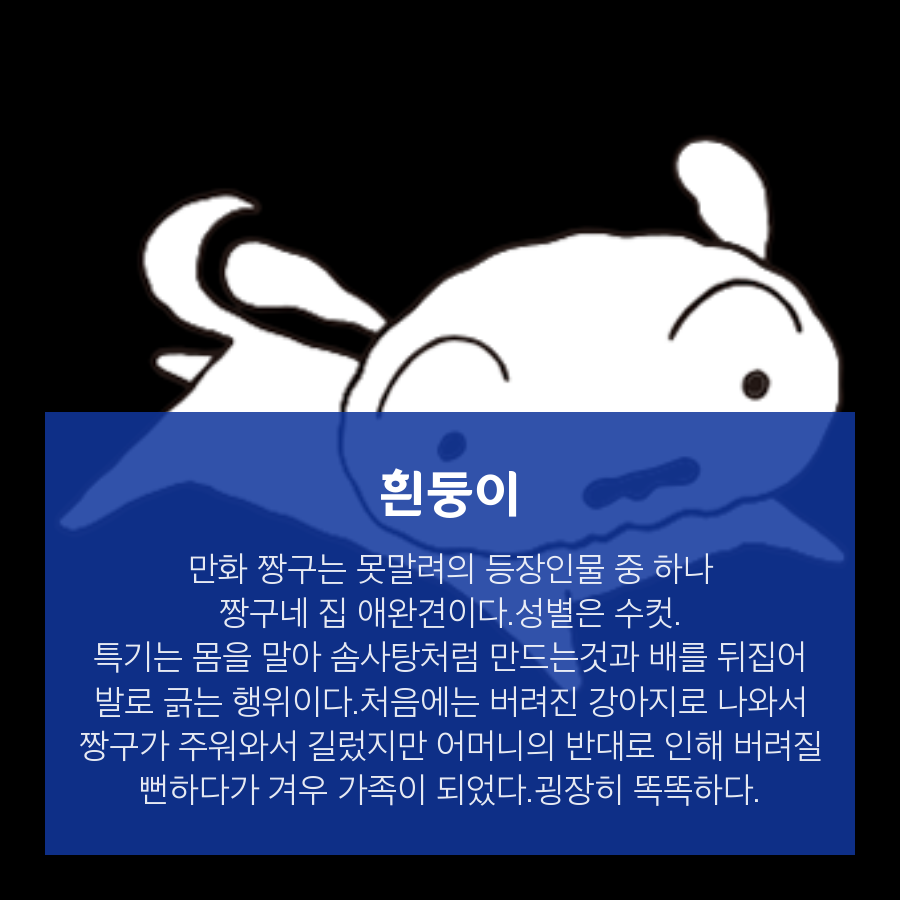 흰둥이
만화 짱구는 못말려의 등장인물 중 하나
짱구네 집 애완견이다.성별은 수컷.
특기는 몸을 말아 솜사탕처럼 만드는것과 배를 뒤집어
발로 긁는 행위이다.처음에는 버려진 강아지로 나와서
짱구가 주워와서 길렀지만 어머니의 반대로 인해 버려질
뻔하다가 겨우 가족이 되었다.굉장히 똑똑하다.